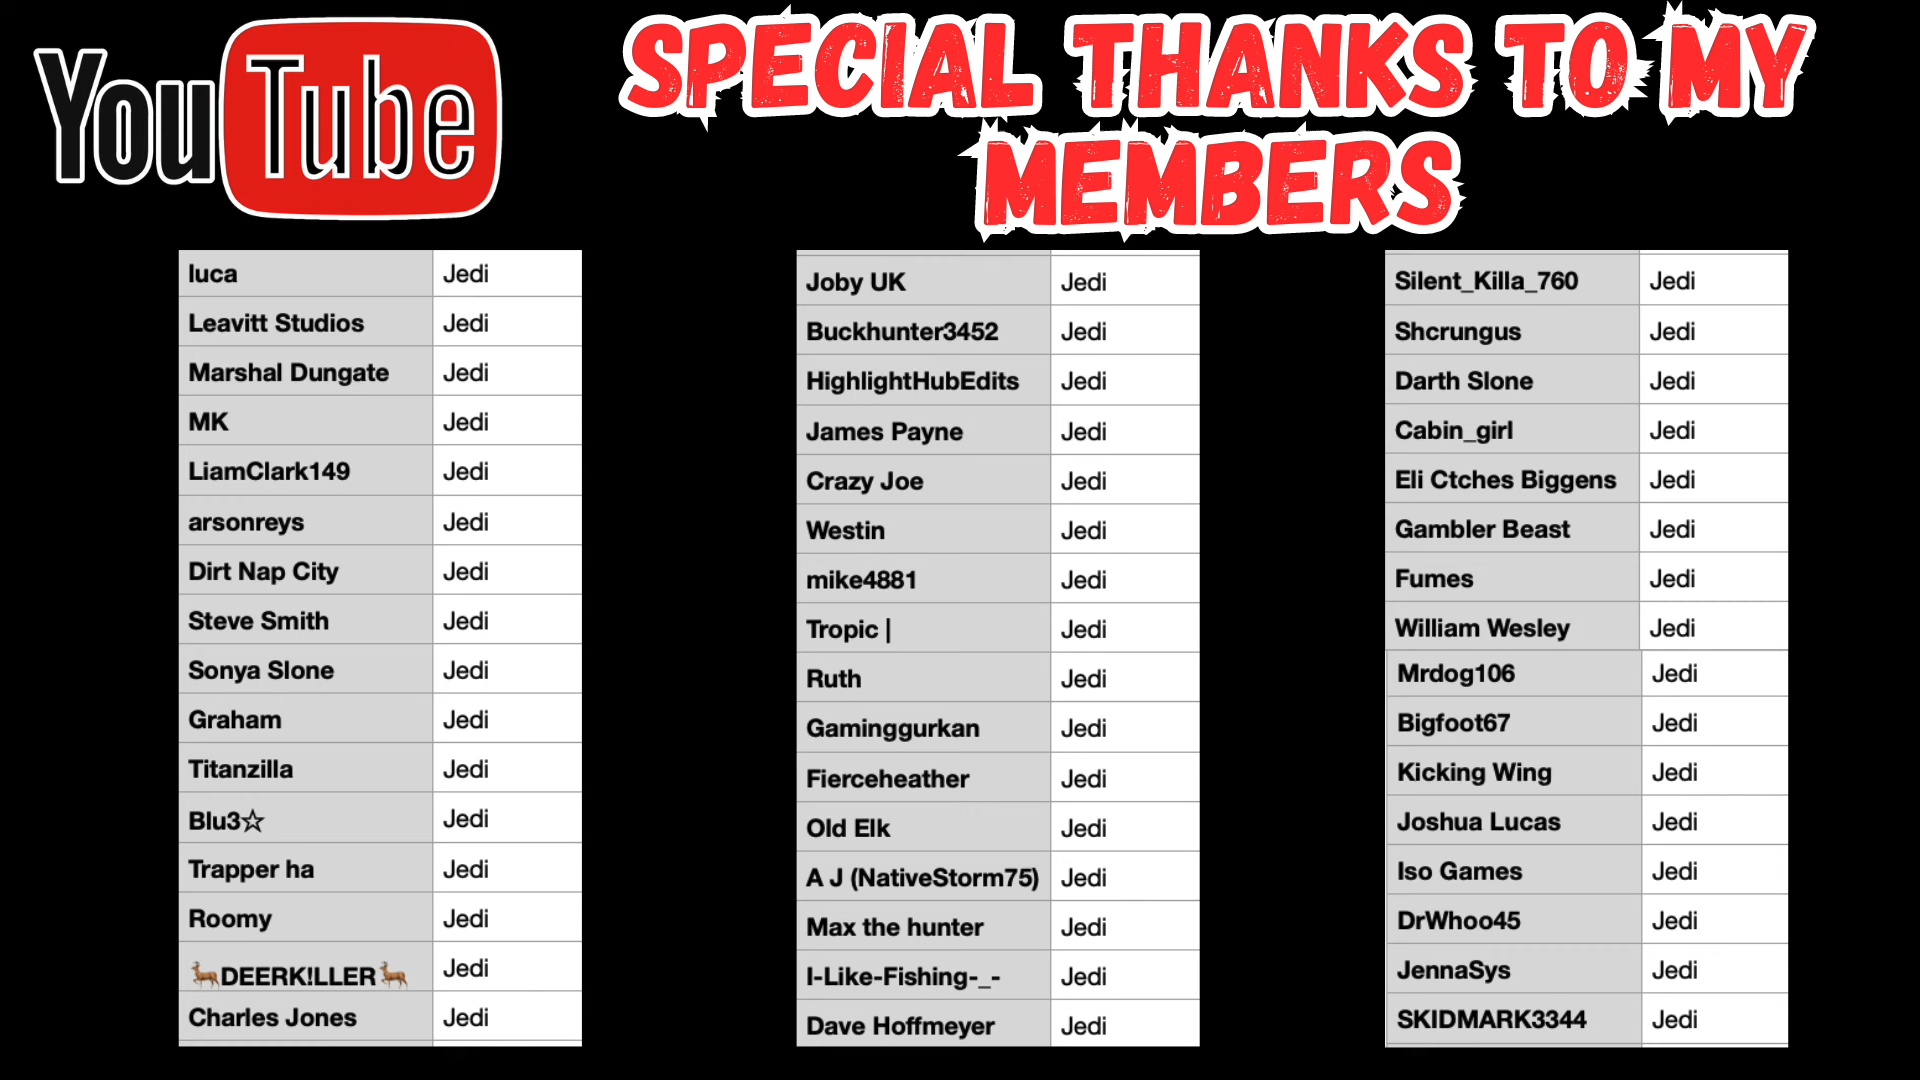 YouTube
SPECIAL THANKS TO MY
MEMBERS
luca Jedi
Leavitt Studios Jedi
Marshal Dungate Jedi
MK Jedi
LiamClark149 Jedi
arsonreys Jedi
Dirt Nap City Jedi
Steve Smith Jedi
Sonya Slone Jedi
Graham Jedi
Titanzilla Jedi
Blu3☆ Jedi
Trapper ha Jedi
Roomy Jedi
🦌DEERK!LLER🦌 Jedi
Charles Jones Jedi
Joby UK Jedi
Buckhunter3452 Jedi
HighlightHubEdits Jedi
James Payne Jedi
Crazy Joe Jedi
Westin Jedi
mike4881 Jedi
Tropic | Jedi
Ruth Jedi
Gaminggurkan Jedi
Fierceheather Jedi
Old Elk Jedi
A J (NativeStorm75) Jedi
Max the hunter Jedi
I-Like-Fishing-_- Jedi
Dave Hoffmeyer Jedi
Silent_Killa_760 Jedi
Shcrungus Jedi
Darth Slone Jedi
Cabin_girl Jedi
Eli Ctches Biggens Jedi
Gambler Beast Jedi
Fumes Jedi
William Wesley Jedi
Mrdog106 Jedi
Bigfoot67 Jedi
Kicking Wing Jedi
Joshua Lucas Jedi
Iso Games Jedi
DrWhoo45 Jedi
JennaSys Jedi
SKIDMARK3344 Jedi